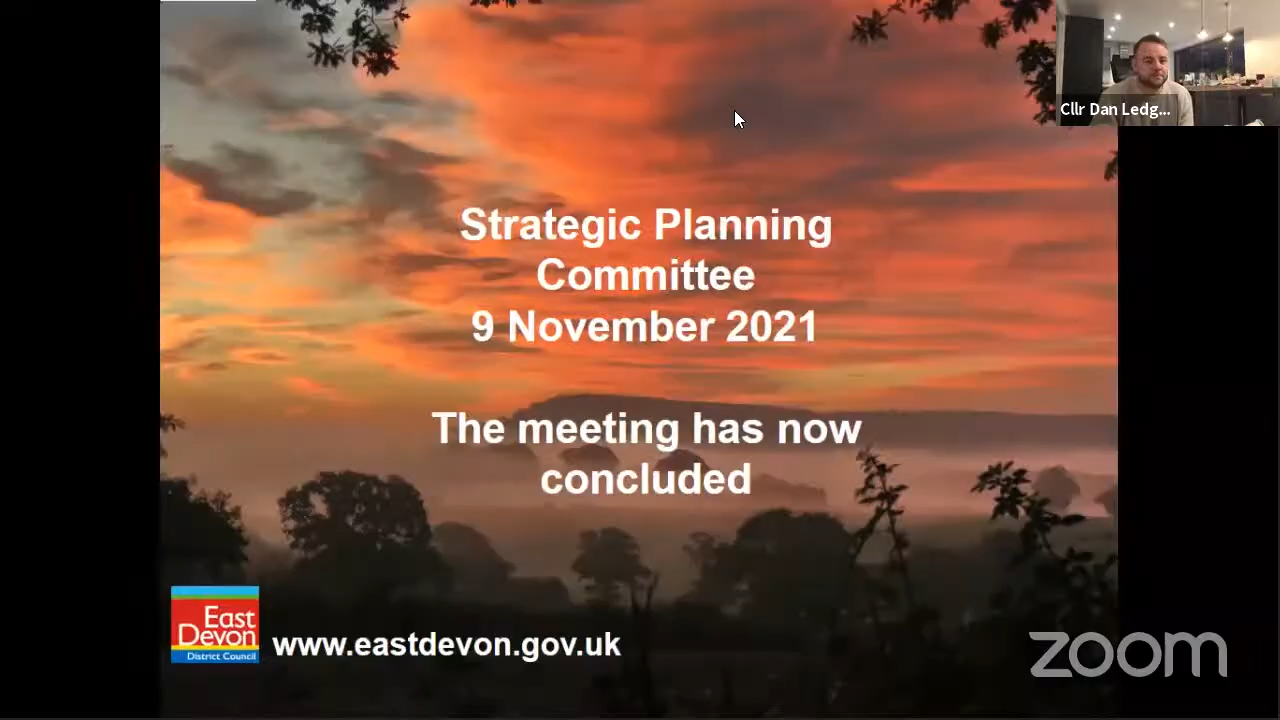 Cllr Dan Ledg...
Strategic Planning
Committee
9 November 2021
The meeting has now
concluded
East
Devon
District Council
www.eastdevon.gov.uk
zoom